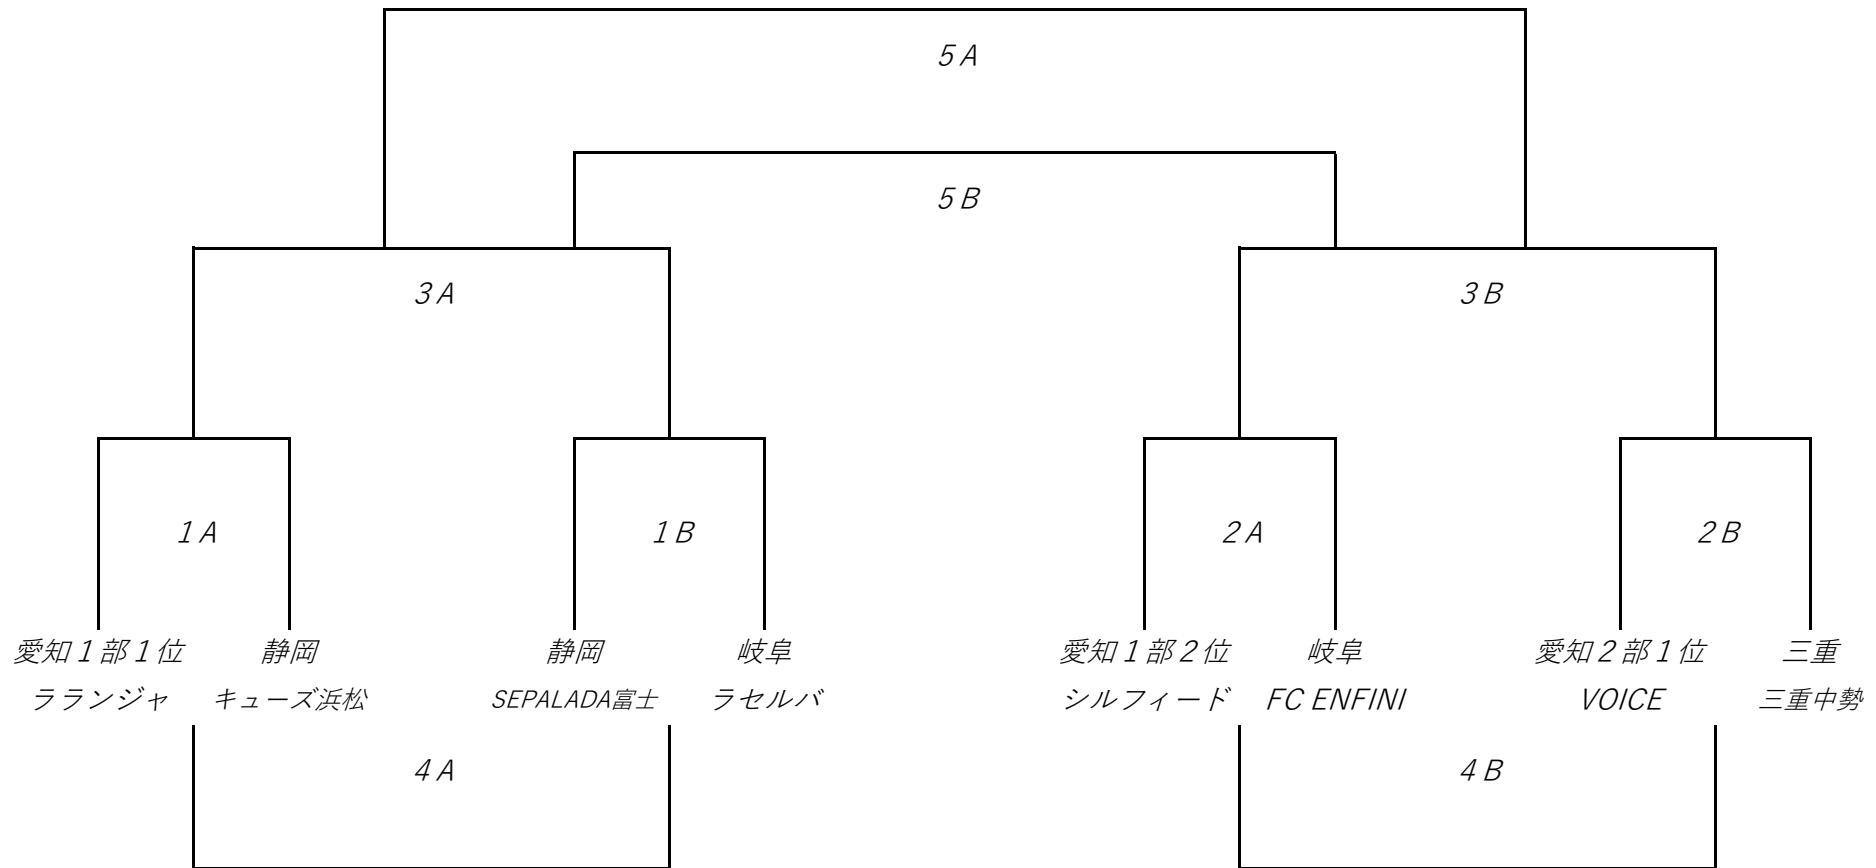 ５Ａ
５Ｂ
３Ａ
３Ｂ
１Ａ
１Ｂ
２Ａ
２Ｂ
愛知１部１位
静岡
静岡
岐阜
愛知１部２位
岐阜
愛知２部１位
三重
ラランジャ
キューズ浜松
SEPALADA富士
ラセルバ
シルフィード
FC ENFINI
VOICE
三重中勢
４Ａ
４Ｂ